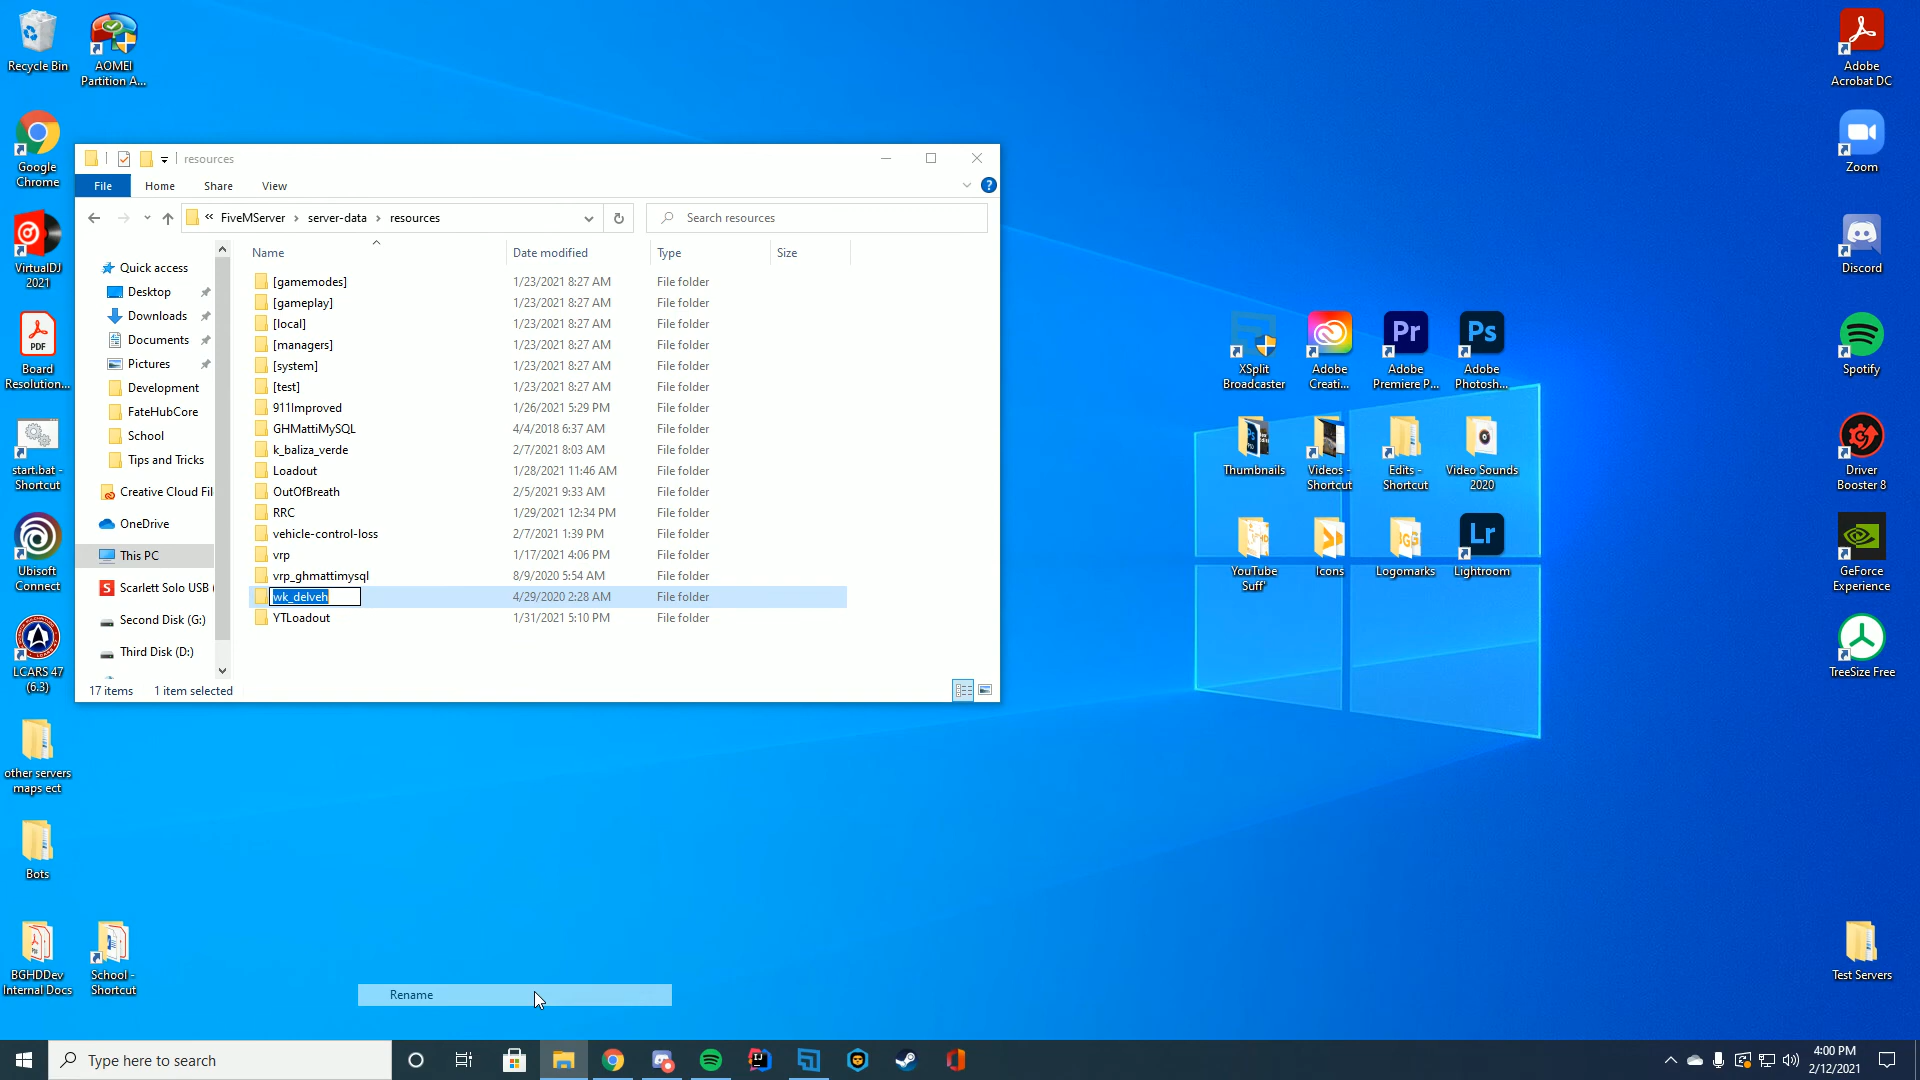 Recycle Bin
AOMEI
Partition A...
Google
Chrome
VirtualDJ
2021
PDF
Board
Resolution...
start.bat -
Shortcut
Ubisoft
Connect
LCARS 47
(6.3)
other servers
maps ect
Bots
BGHDDev
Internal Docs
School -
Shortcut
resources
File
Home
Share
View
FiveMServer
server-data
resources
Search resources
Quick access
Desktop
Downloads
Documents
Pictures
Development
FateHubCore
School
Tips and Tricks
Creative Cloud Fil
OneDrive
This PC
Scarlett Solo USB (
Second Disk (G:)
Third Disk (D:)
Name Date modified Type Size
[gamemodes] 1/23/2021 8:27 AM File folder
[gameplay] 1/23/2021 8:27 AM File folder
[local] 1/23/2021 8:27 AM File folder
[managers] 1/23/2021 8:27 AM File folder
[system] 1/23/2021 8:27 AM File folder
[test] 1/23/2021 8:27 AM File folder
911Improved 1/26/2021 5:29 PM File folder
GHMattiMySQL 4/4/2018 6:37 AM File folder
k_baliza_verde 2/7/2021 8:03 AM File folder
Loadout 1/28/2021 11:46 AM File folder
OutOfBreath 2/5/2021 9:33 AM File folder
RRC 1/29/2021 12:34 PM File folder
vehicle-control-loss 2/7/2021 1:39 PM File folder
vrp 1/17/2021 4:06 PM File folder
vrp_ghmattimysql 8/9/2020 5:54 AM File folder
wk_delveh 4/29/2020 2:28 AM File folder
YTLoadout 1/31/2021 5:10 PM File folder
17 items 1 item selected
Rename
XSplit
Broadcaster
Adobe
Creati...
Pr
Adobe
Premiere P...
Ps
Adobe
Photosh...
Thumbnails
Videos -
Shortcut
Edits -
Shortcut
Video Sounds
2020
YouTube
Suff'
Icons
Logomarks
Lr
Lightroom
Adobe
Acrobat DC
Zoom
Discord
Spotify
Driver
Booster 8
GeForce
Experience
TreeSize Free
Test Servers
Type here to search
4:00 PM
2/12/2021